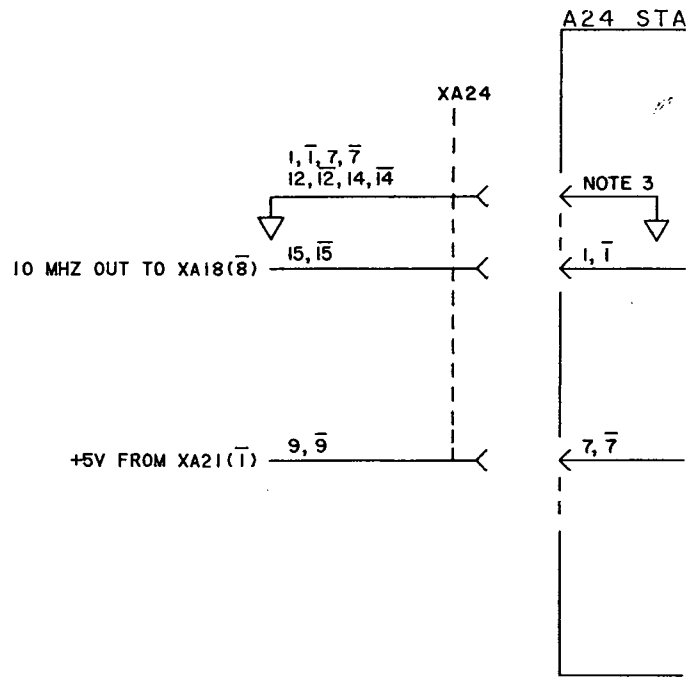 A24 STA
XA24
1, 1̅, 7, 7̅
12, 1̅2̅, 14, 1̅4̅
NOTE 3
10 MHZ OUT TO XA18(8̅)
15, 1̅5̅
1, 1̅
+5V FROM XA21(1̅)
9, 9̅
7, 7̅